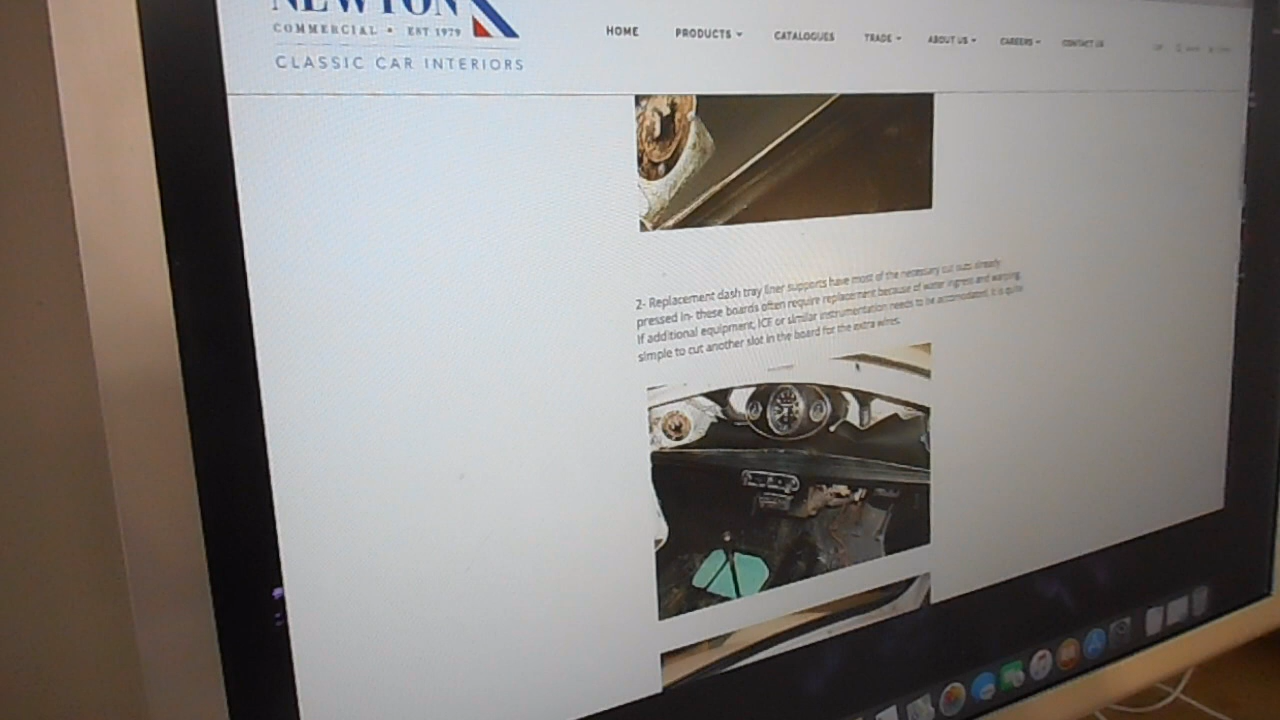 NEWTON
COMMERCIAL • EST 1979
CLASSIC CAR INTERIORS
HOME PRODUCTS CATALOGUES TRADE ABOUT US CAREERS CONTACT US
2- Replacement dash tray liner supports have most of the necessary cut outs already
pressed in- these boards often require replacement because of water ingress and warping.
If additional equipment, ICE or similar instrumentation needs to be accomodated, it is quite
simple to cut another slot in the board for the extra wires.